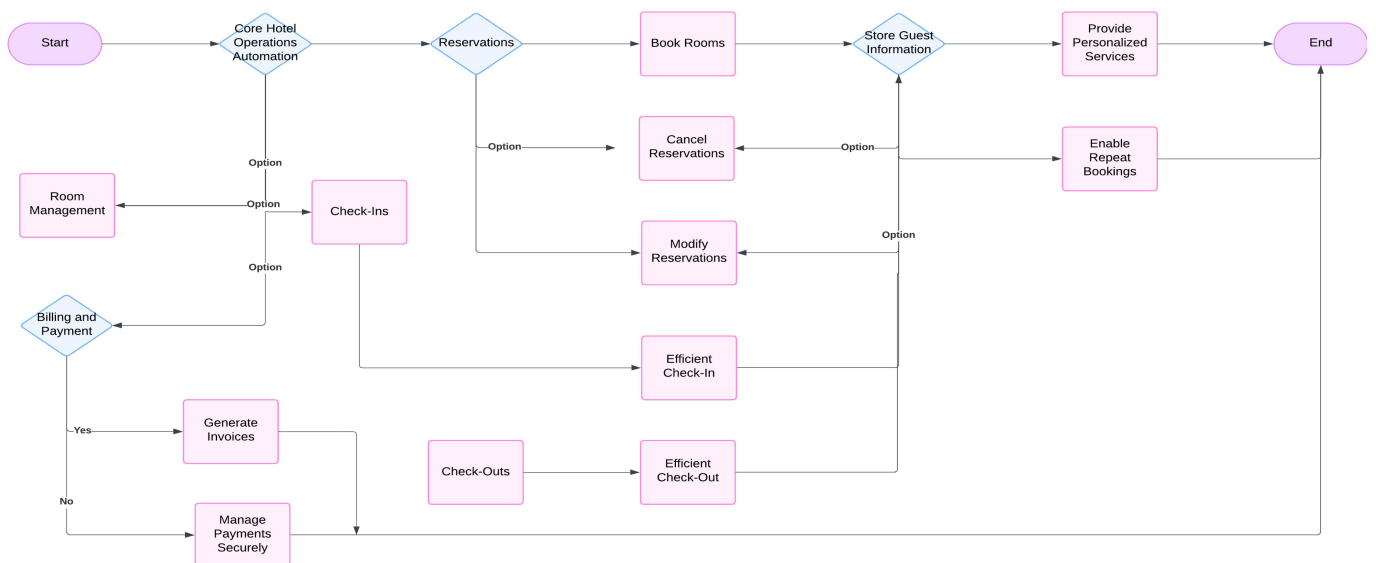 Start
Core Hotel
Operations
Automation
Reservations
Book Rooms
Store Guest
Information
Provide
Personalized
Services
End
Option
Option
Cancel
Reservations
Option
Enable
Repeat
Bookings
Room
Management
Option
Check-Ins
Option
Modify
Reservations
Option
Billing and
Payment
Efficient
Check-In
Yes
Generate
Invoices
Check-Outs
Efficient
Check-Out
No
Manage
Payments
Securely